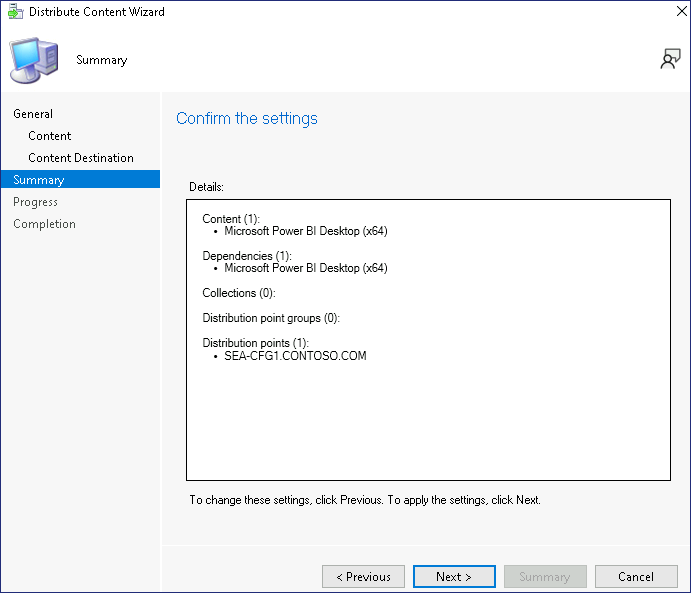 Distribute Content Wizard
Summary
General
Content
Content Destination
Summary
Progress
Completion
Confirm the settings
Details:
Content (1):
• Microsoft Power BI Desktop (x64)
Dependencies (1):
• Microsoft Power BI Desktop (x64)
Collections (0):
Distribution point groups (0):
Distribution points (1):
• SEA-CFG1.CONTOSO.COM
To change these settings, click Previous. To apply the settings, click Next.
< Previous
Next >
Summary
Cancel